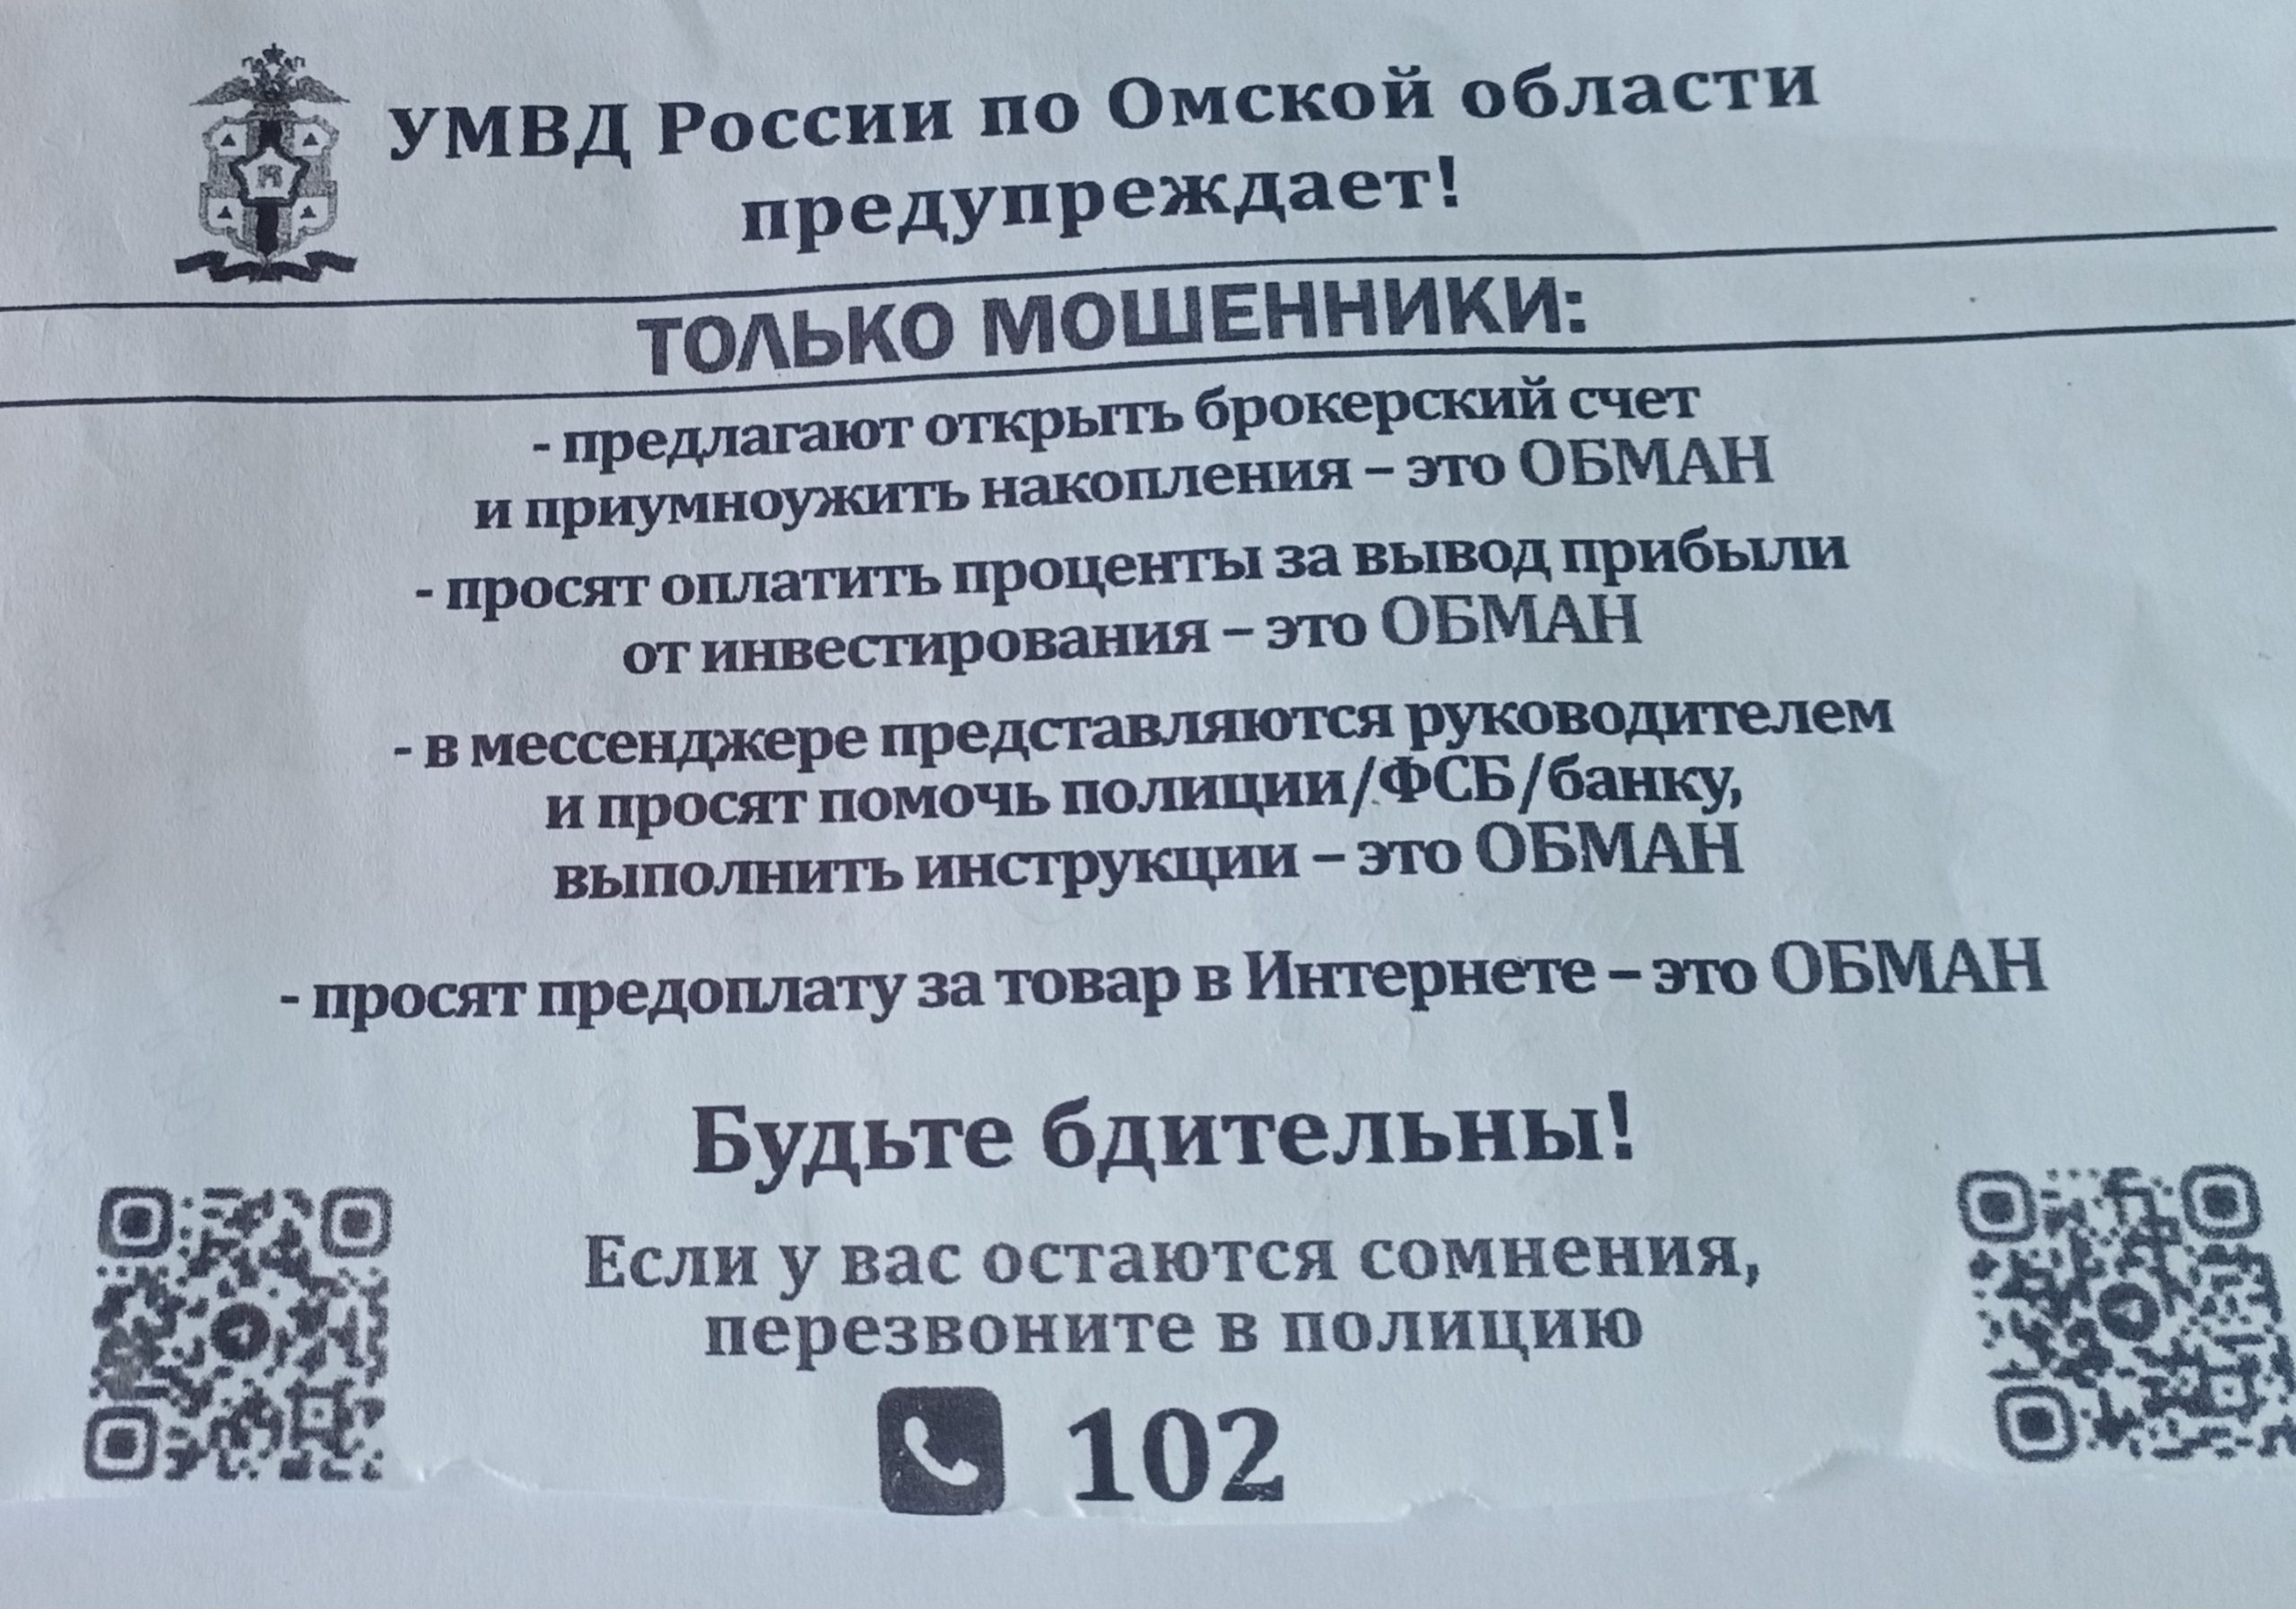 УМВД России по Омской области
предупреждает!
ТОЛЬКО МОШЕННИКИ:
- предлагают открыть брокерский счет
и приумноужить накопления – это ОБМАН
- просят оплатить проценты за вывод прибыли
от инвестирования – это ОБМАН
- в мессенджере представляются руководителем
и просят помочь полиции/ФСБ/банку,
выполнить инструкции – это ОБМАН
- просят предоплату за товар в Интернете – это ОБМАН
Будьте бдительны!
Если у вас остаются сомнения,
перезвоните в полицию
102